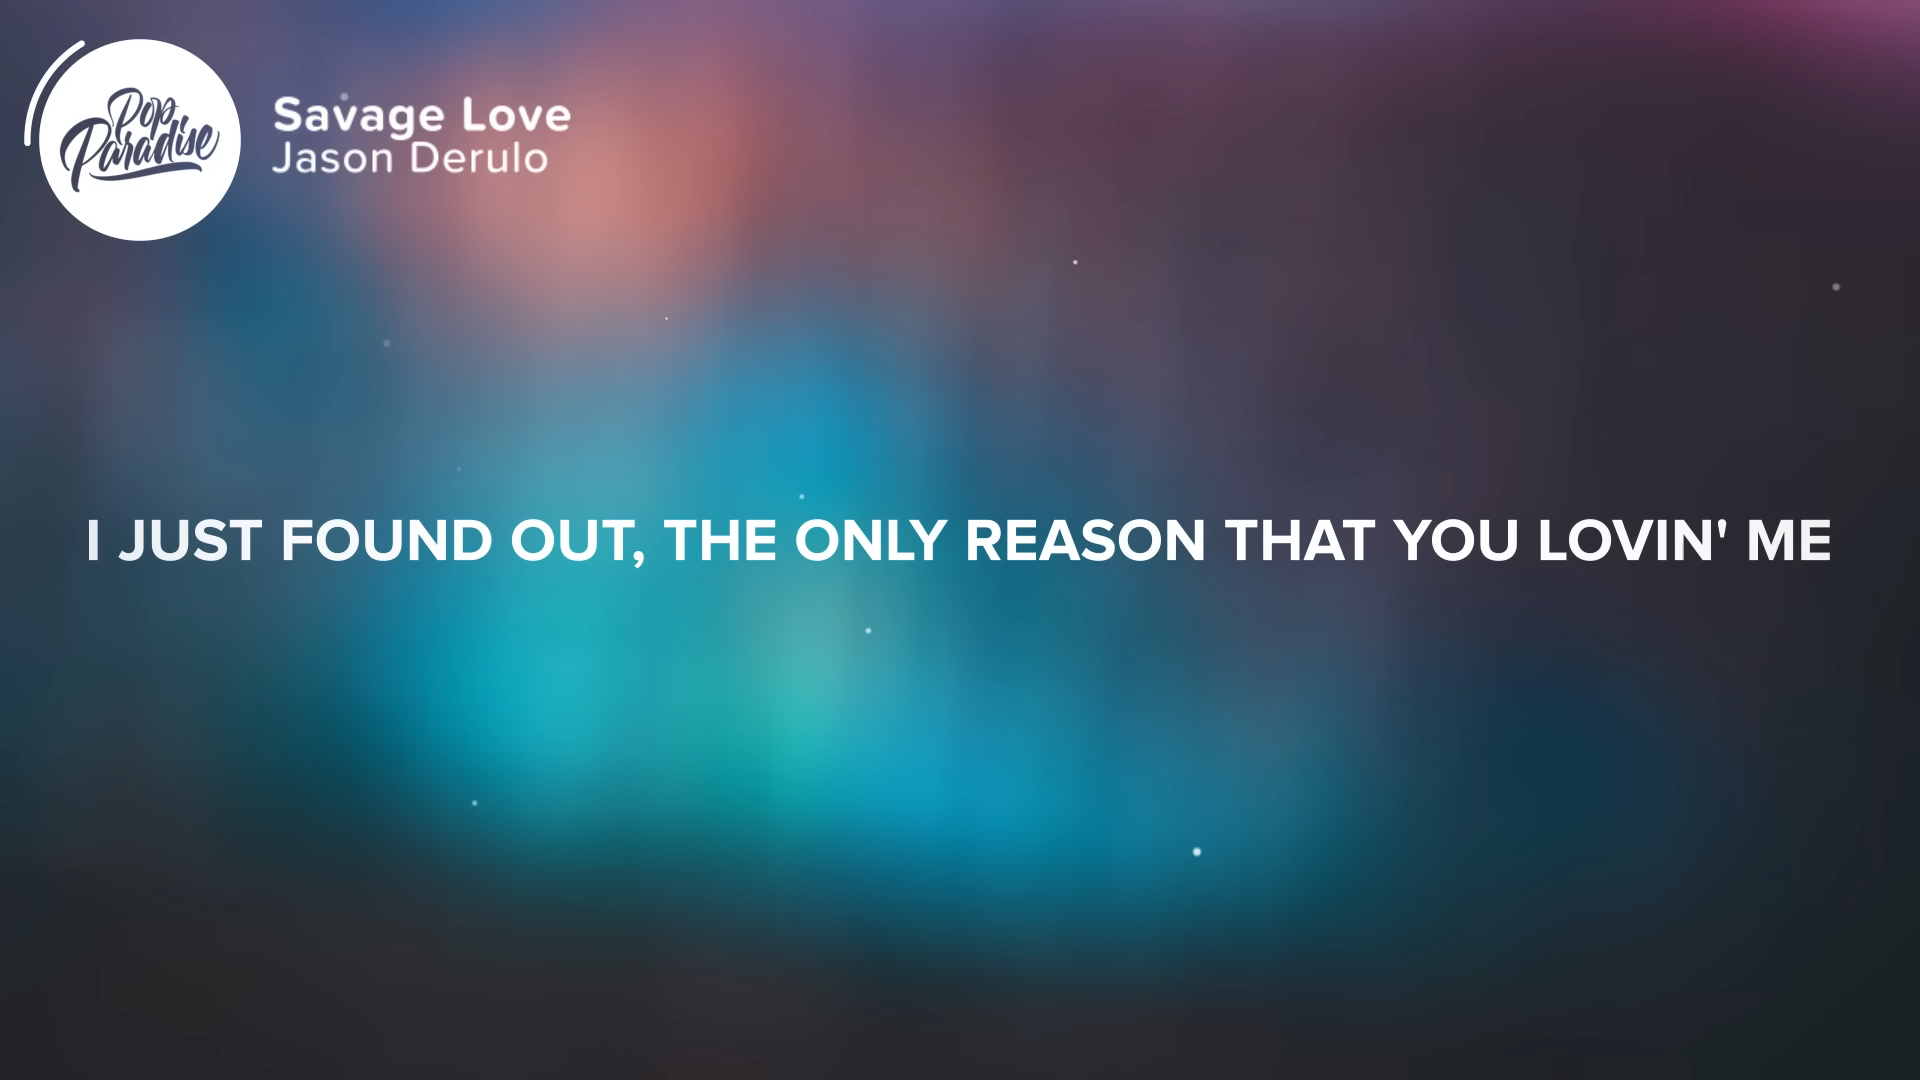 Pop
Paradise
Savage Love
Jason Derulo
I JUST FOUND OUT, THE ONLY REASON THAT YOU LOVIN' ME